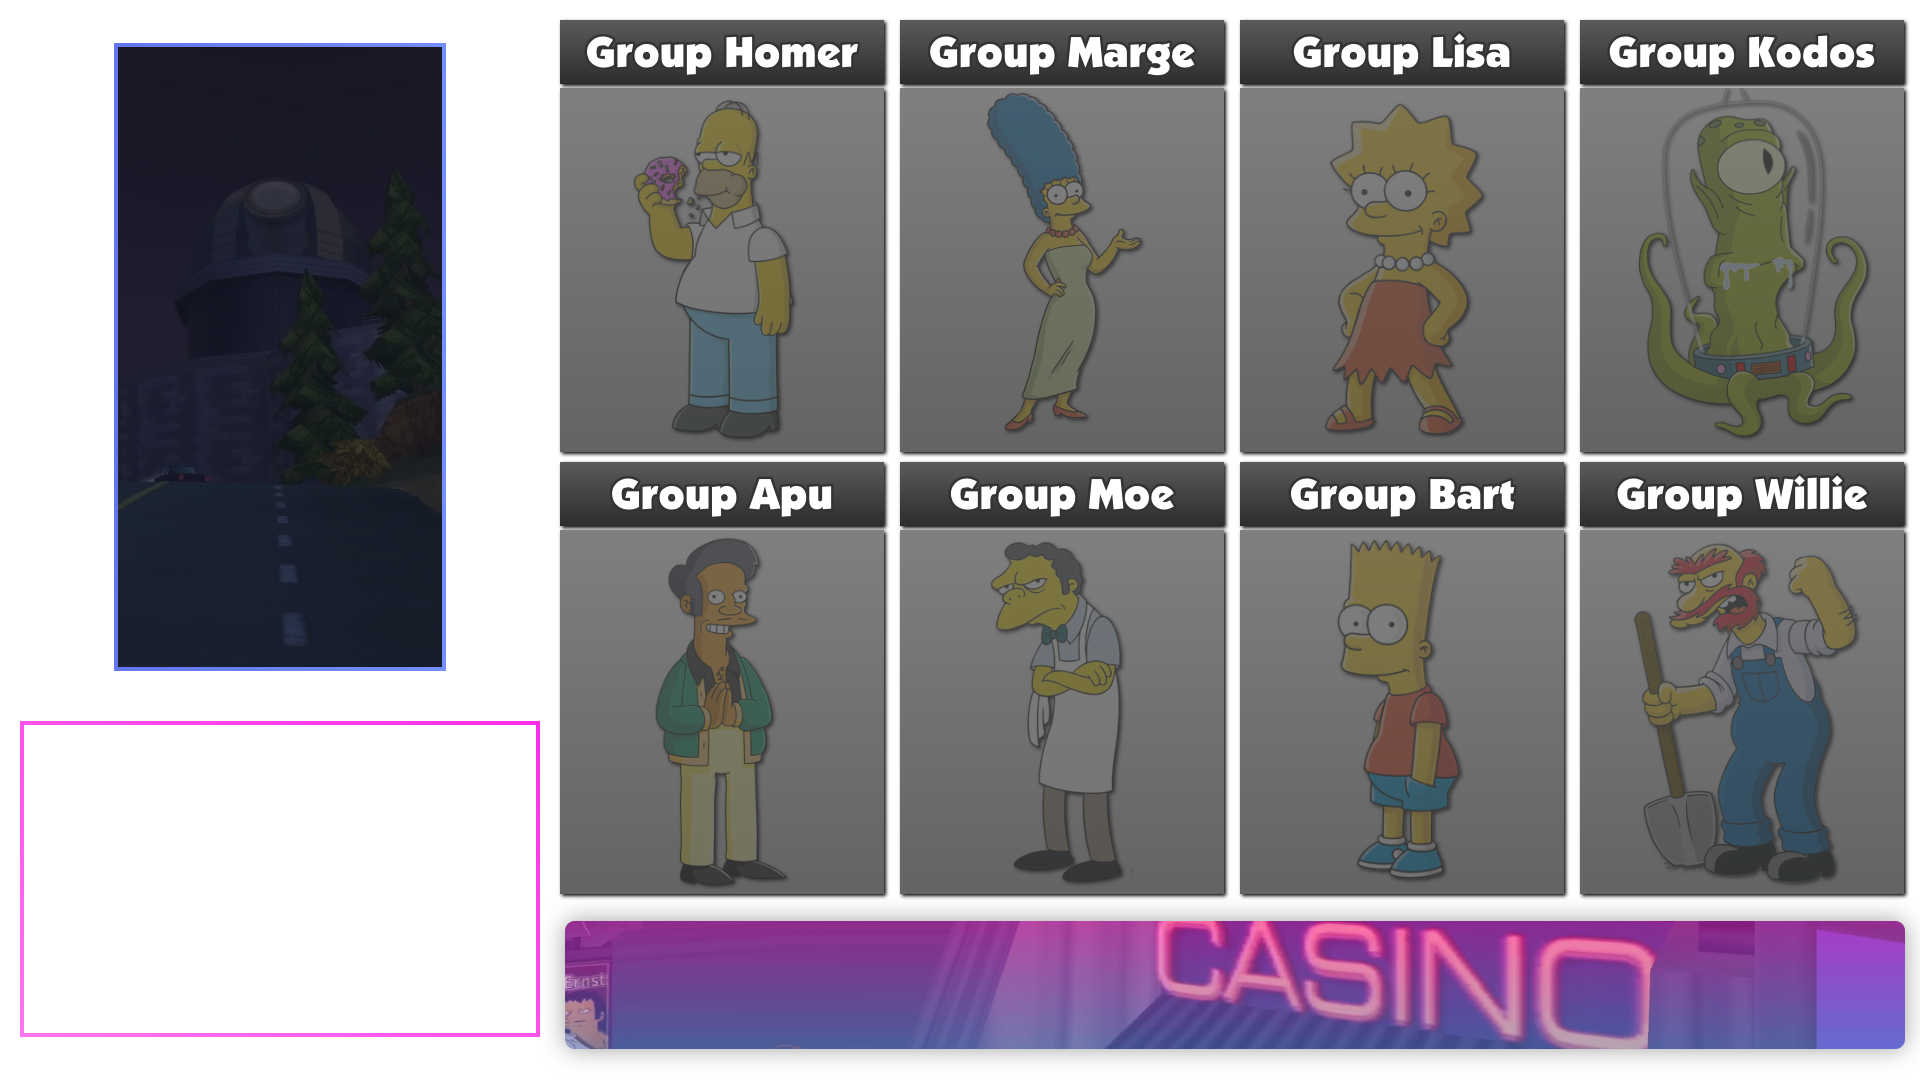 Group Homer
Group Marge
Group Lisa
Group Kodos
Group Apu
Group Moe
Group Bart
Group Willie
CASINO
Ernst